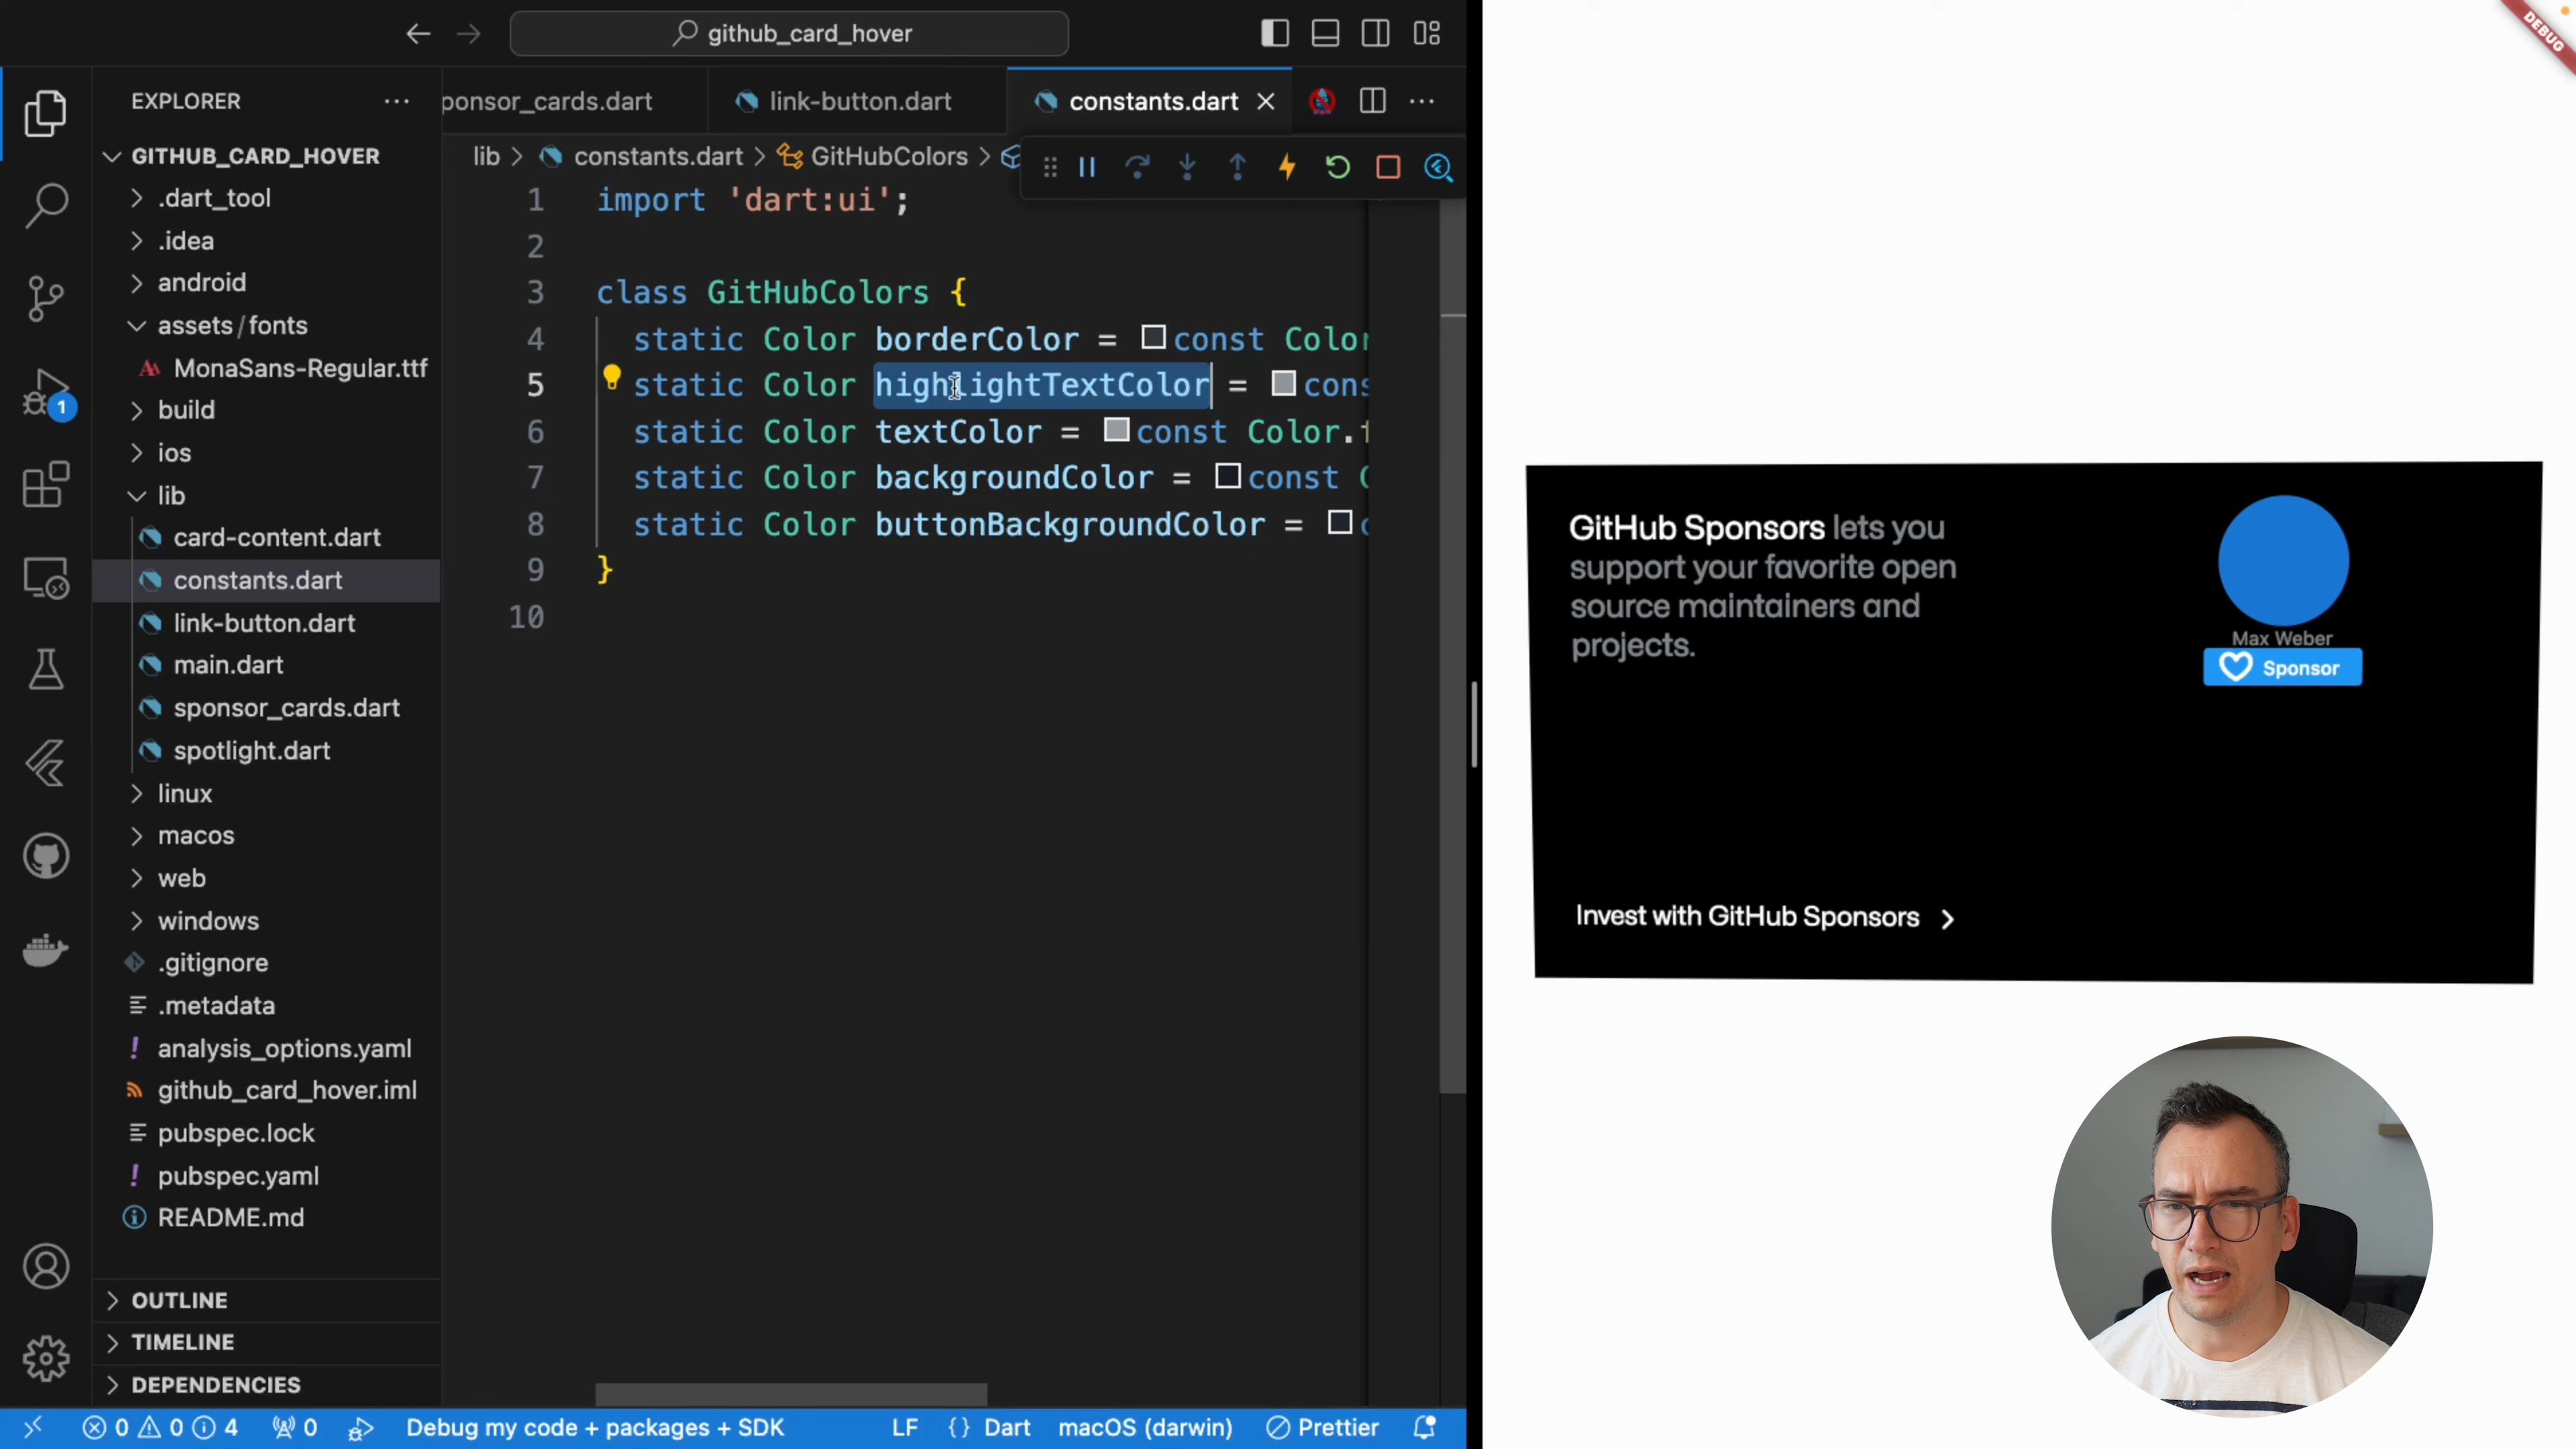 github_card_hover
EXPLORER
GITHUB_CARD_HOVER
.dart_tool
.idea
android
assets/fonts
MonaSans-Regular.ttf
build
ios
lib
card-content.dart
constants.dart
link-button.dart
main.dart
sponsor_cards.dart
spotlight.dart
linux
macos
web
windows
.gitignore
.metadata
analysis_options.yaml
github_card_hover.iml
pubspec.lock
pubspec.yaml
README.md
OUTLINE
TIMELINE
DEPENDENCIES
1
ponsor_cards.dart
link-button.dart
constants.dart
lib > constants.dart > GitHubColors >
1 import 'dart:ui';
2
3 class GitHubColors {
4 static Color borderColor = const Color
5 static Color highlightTextColor = cons
6 static Color textColor = const Color.
7 static Color backgroundColor = const
8 static Color buttonBackgroundColor =
9 }
10
0 0 4 0 Debug my code + packages + SDK LF {} Dart macOS (darwin) Prettier
DEBUG
GitHub Sponsors lets you
support your favorite open
source maintainers and
projects.
Max Weber
Sponsor
Invest with GitHub Sponsors